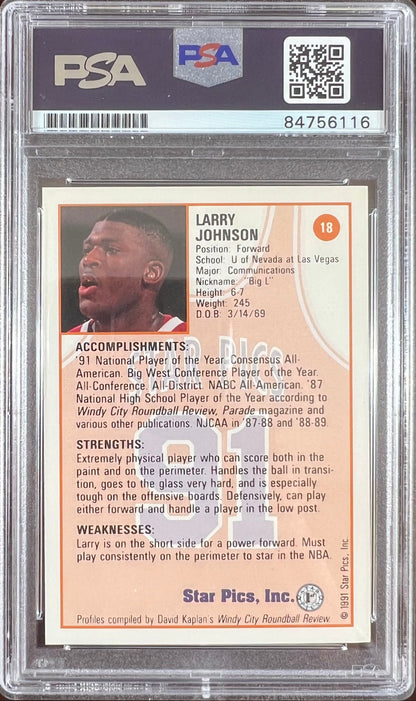 PSA
PSA
84756116
LARRY
JOHNSON
18
Position: Forward
School: U of Nevada at Las Vegas
Major: Communications
Nickname: "Big L"
Height: 6-7
Weight: 245
D.O.B: 3/14/69
ACCOMPLISHMENTS:
'91 National Player of the Year. Consensus All-
American. Big West Conference Player of the Year.
All-Conference. All-District. NABC All-American. '87
National High School Player of the Year according to
Windy City Roundball Review, Parade magazine and
various other publications. NJCAA in '87-88 and '88-89.
STRENGTHS:
Extremely physical player who can score both in the
paint and on the perimeter. Handles the ball in transi-
tion, goes to the glass very hard, and is especially
tough on the offensive boards. Defensively, can play
either forward and handle a player in the low post.
WEAKNESSES:
Larry is on the short side for a power forward. Must
play consistently on the perimeter to star in the NBA.
STAR PICS
91
Star Pics, Inc.
Profiles compiled by David Kaplan's Windy City Roundball Review.
© 1991 Star Pics, Inc.
PSA